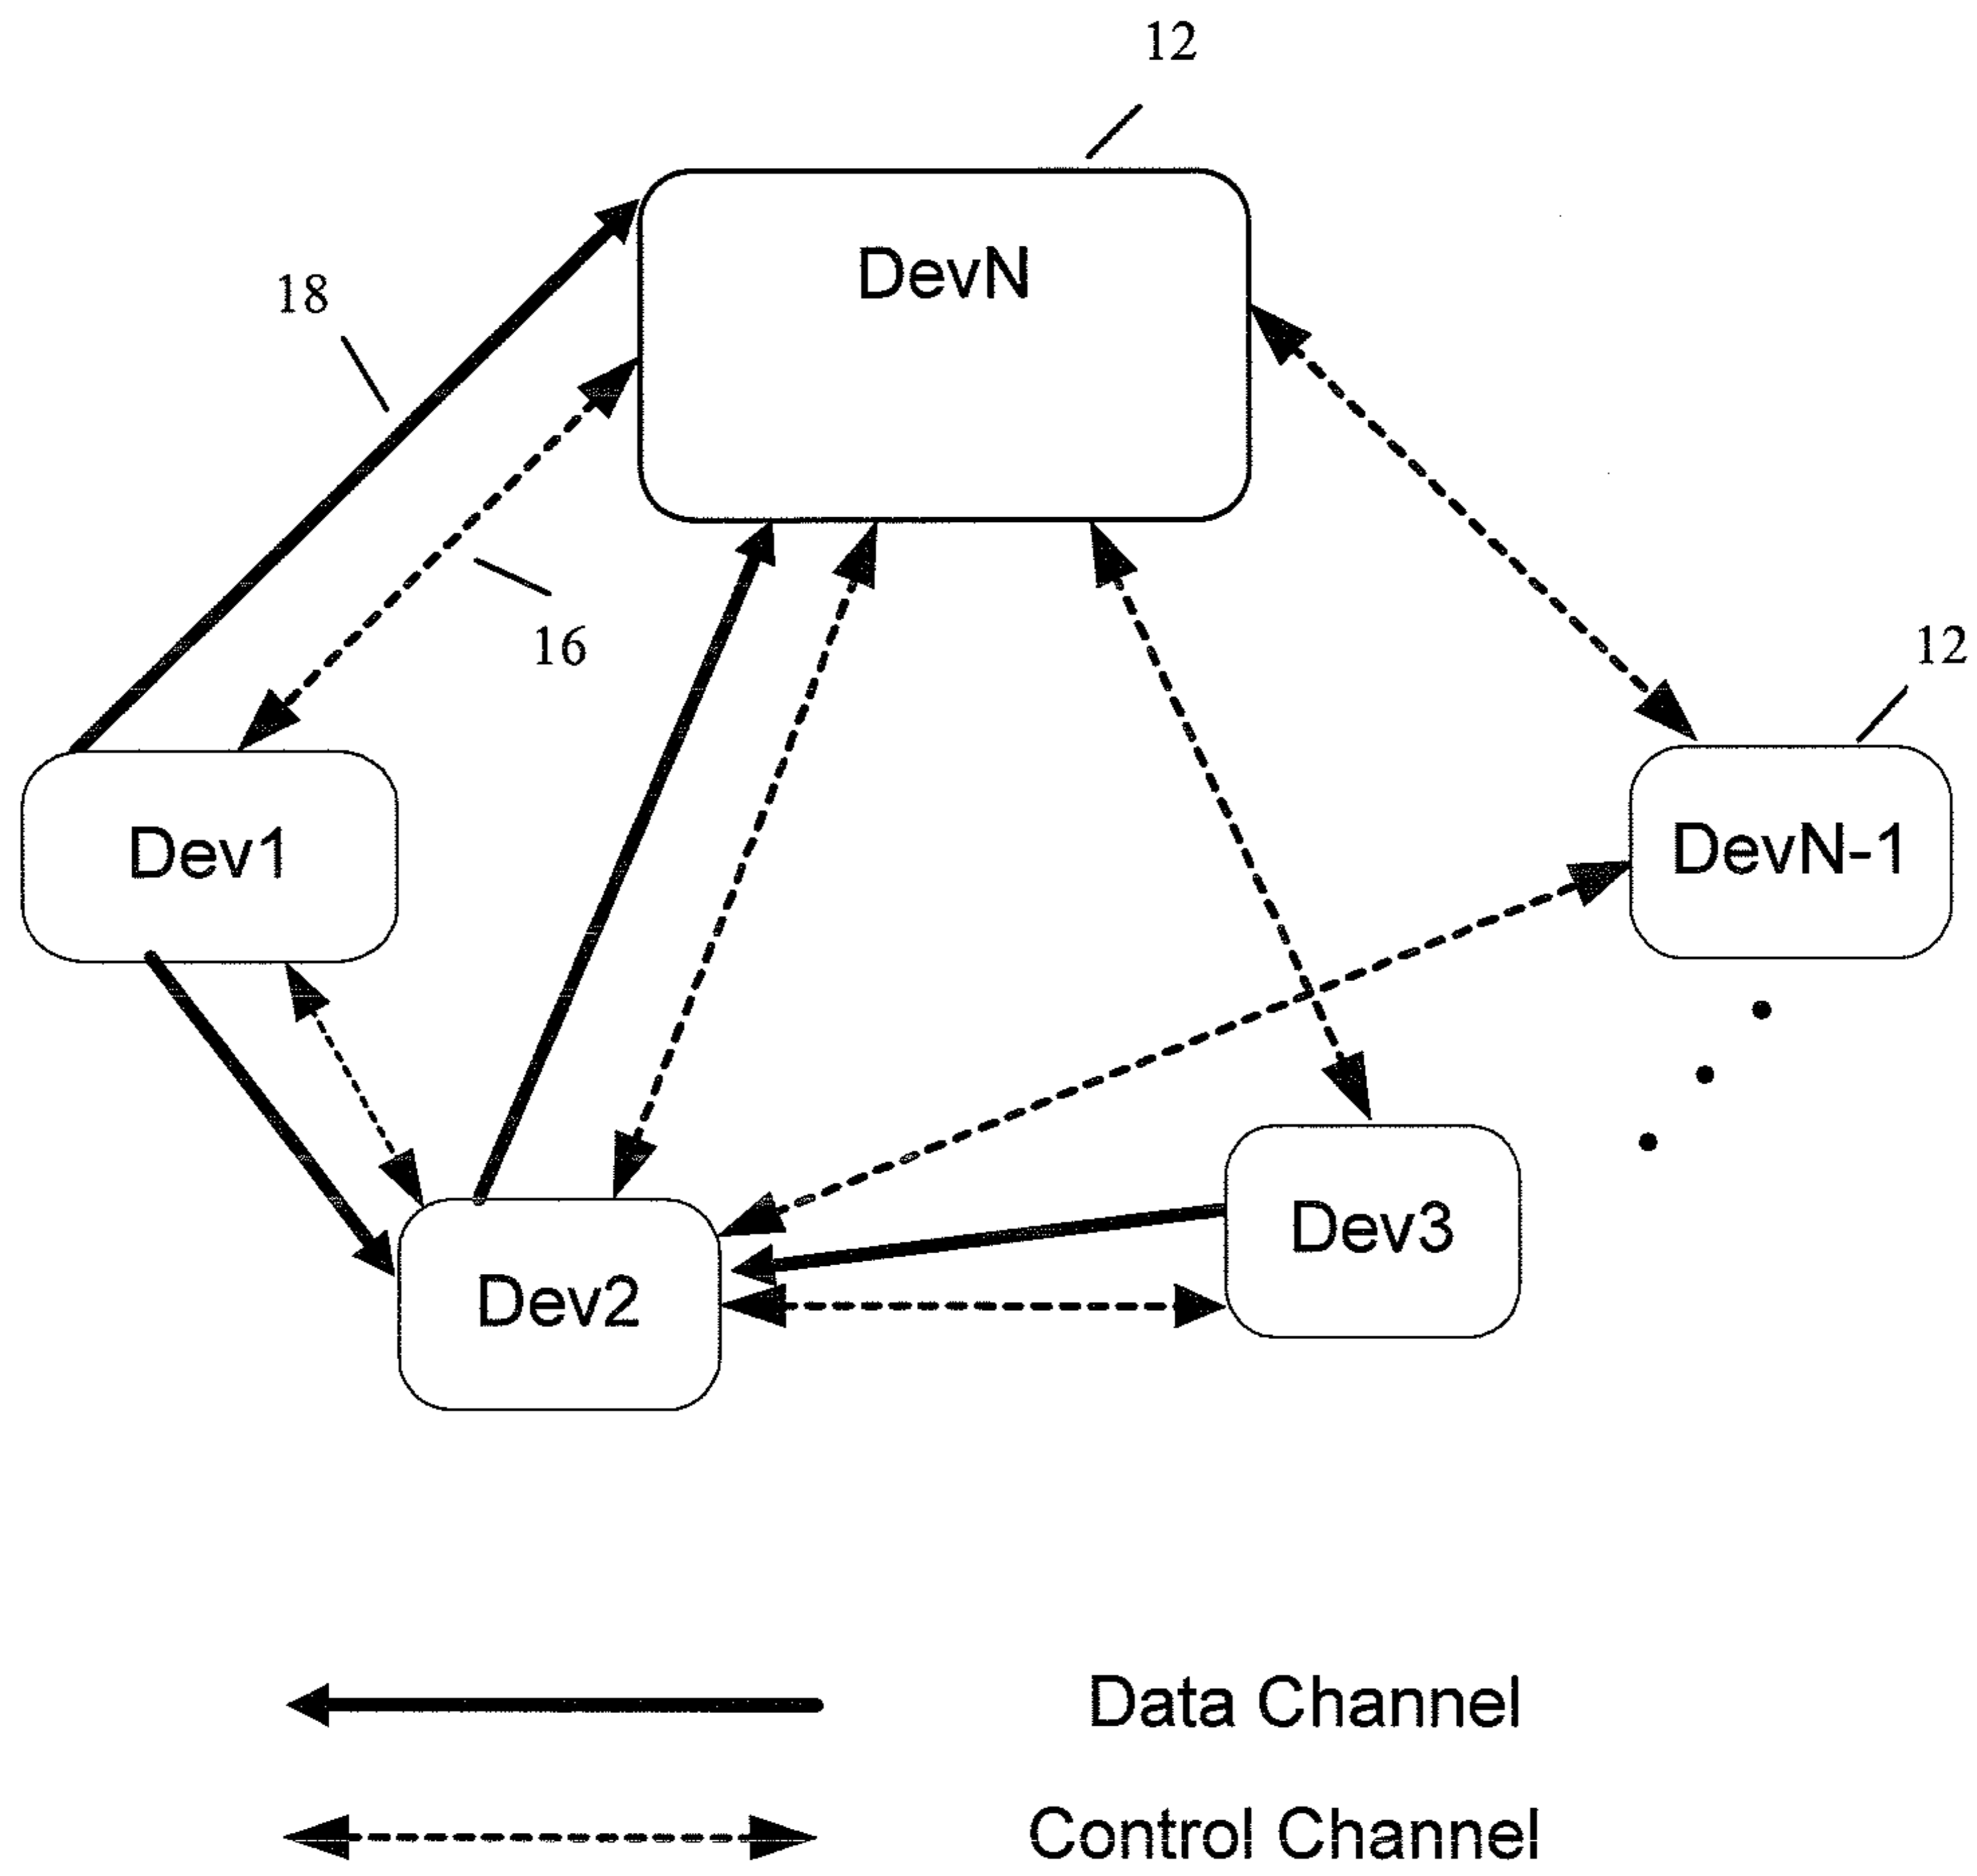 12
DevN
18
16
12
Dev1
DevN-1
Dev3
Dev2
Data Channel
Control Channel